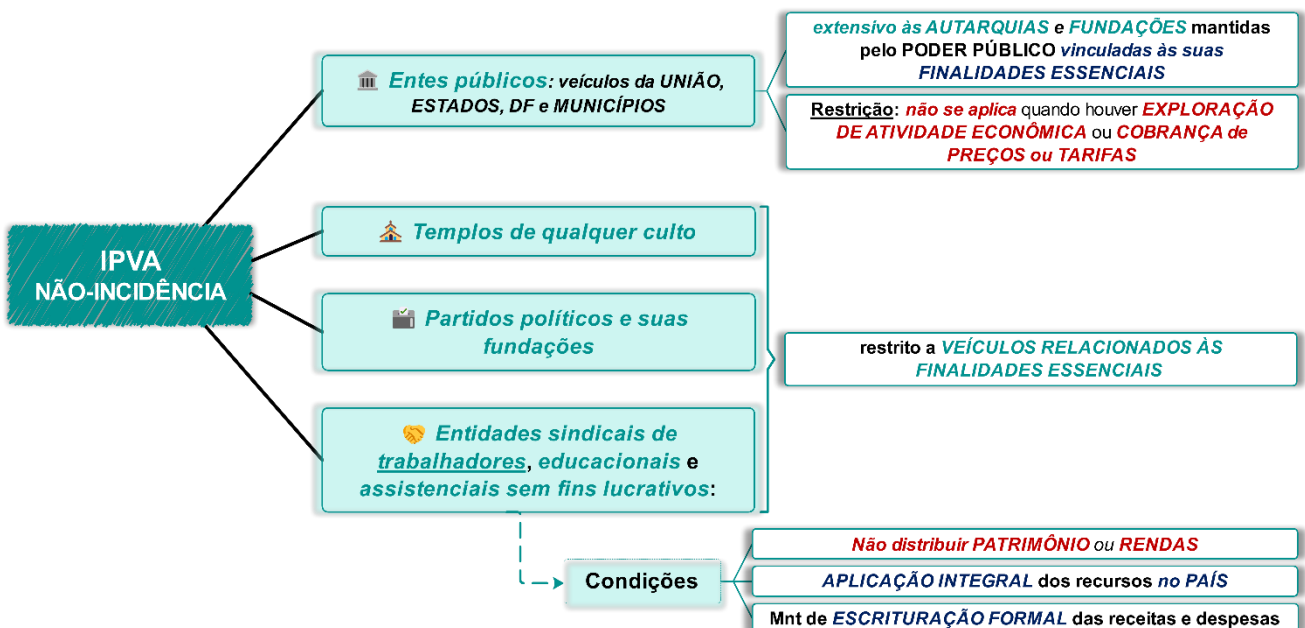 extensivo às AUTARQUIAS e FUNDAÇÕES mantidas
pelo PODER PÚBLICO vinculadas às suas
FINALIDADES ESSENCIAIS
Entes públicos: veículos da UNIÃO,
ESTADOS, DF e MUNICÍPIOS
Restrição: não se aplica quando houver EXPLORAÇÃO
DE ATIVIDADE ECONÔMICA ou COBRANÇA de
PREÇOS ou TARIFAS
IPVA
NÃO-INCIDÊNCIA
Templos de qualquer culto
Partidos políticos e suas
fundações
restrito a VEÍCULOS RELACIONADOS ÀS
FINALIDADES ESSENCIAIS
Entidades sindicais de
trabalhadores, educacionais e
assistenciais sem fins lucrativos:
Condições
Não distribuir PATRIMÔNIO ou RENDAS
APLICAÇÃO INTEGRAL dos recursos no PAÍS
Mnt de ESCRITURAÇÃO FORMAL das receitas e despesas